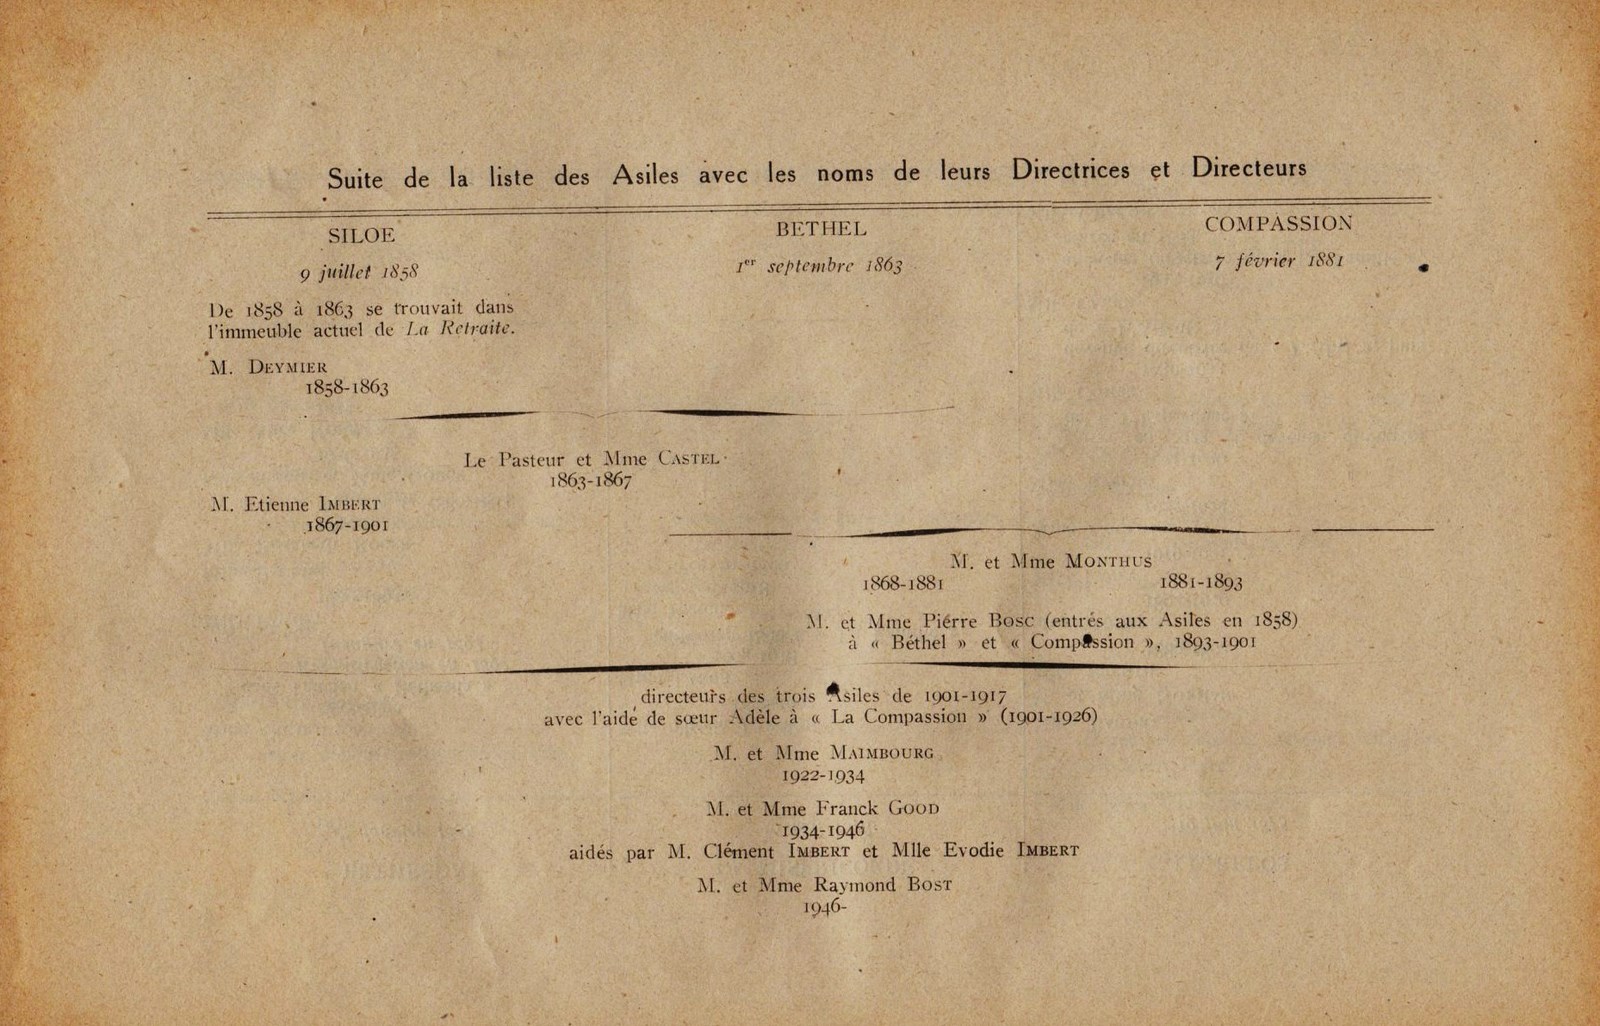 Suite de la liste des Asiles avec les noms de leurs Directrices et Directeurs
SILOE
9 juillet 1858
De 1858 à 1863 se trouvait dans
l'immeuble actuel de La Retraite.
M. DEYMIER
1858-1863
BETHEL
1er septembre 1863
COMPASSION
7 février 1881
Le Pasteur et Mme CASTEL
1863-1867
M. Etienne IMBERT
1867-1901
M. et Mme MONTHUS
1868-1881 1881-1893
M. et Mme Pierre BOSC (entrés aux Asiles en 1858)
à « Béthel » et « Compassion », 1893-1901
directeurs des trois Asiles de 1901-1917
avec l'aide de sœur Adèle à « La Compassion » (1901-1926)
M. et Mme MAIMBOURG
1922-1934
M. et Mme Franck GOOD
1934-1946
aidés par M. Clément IMBERT et Mlle Evodie IMBERT
M. et Mme Raymond BOST
1946-